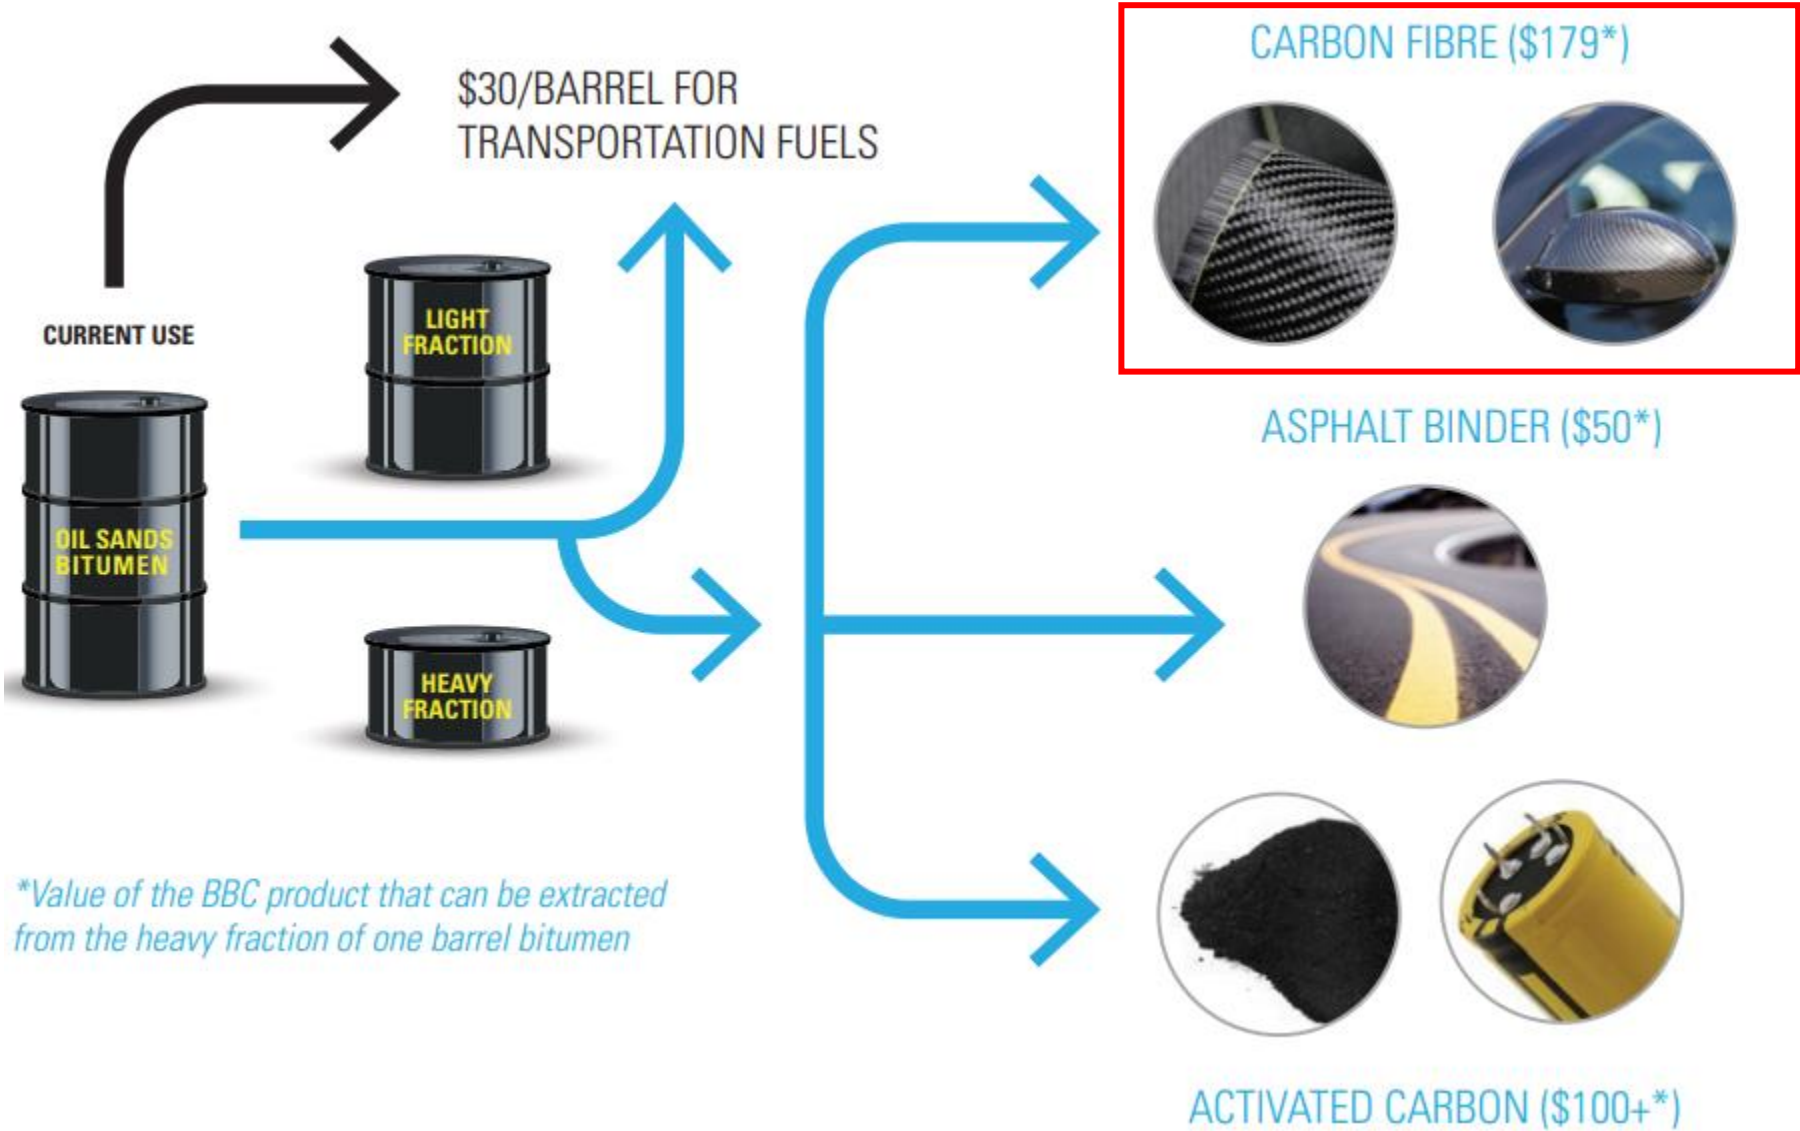 $30/BARREL FOR
TRANSPORTATION FUELS
CURRENT USE
OIL SANDS
BITUMEN
LIGHT
FRACTION
HEAVY
FRACTION
CARBON FIBRE ($179*)
ASPHALT BINDER ($50*)
ACTIVATED CARBON ($100+*)
*Value of the BBC product that can be extracted
from the heavy fraction of one barrel bitumen